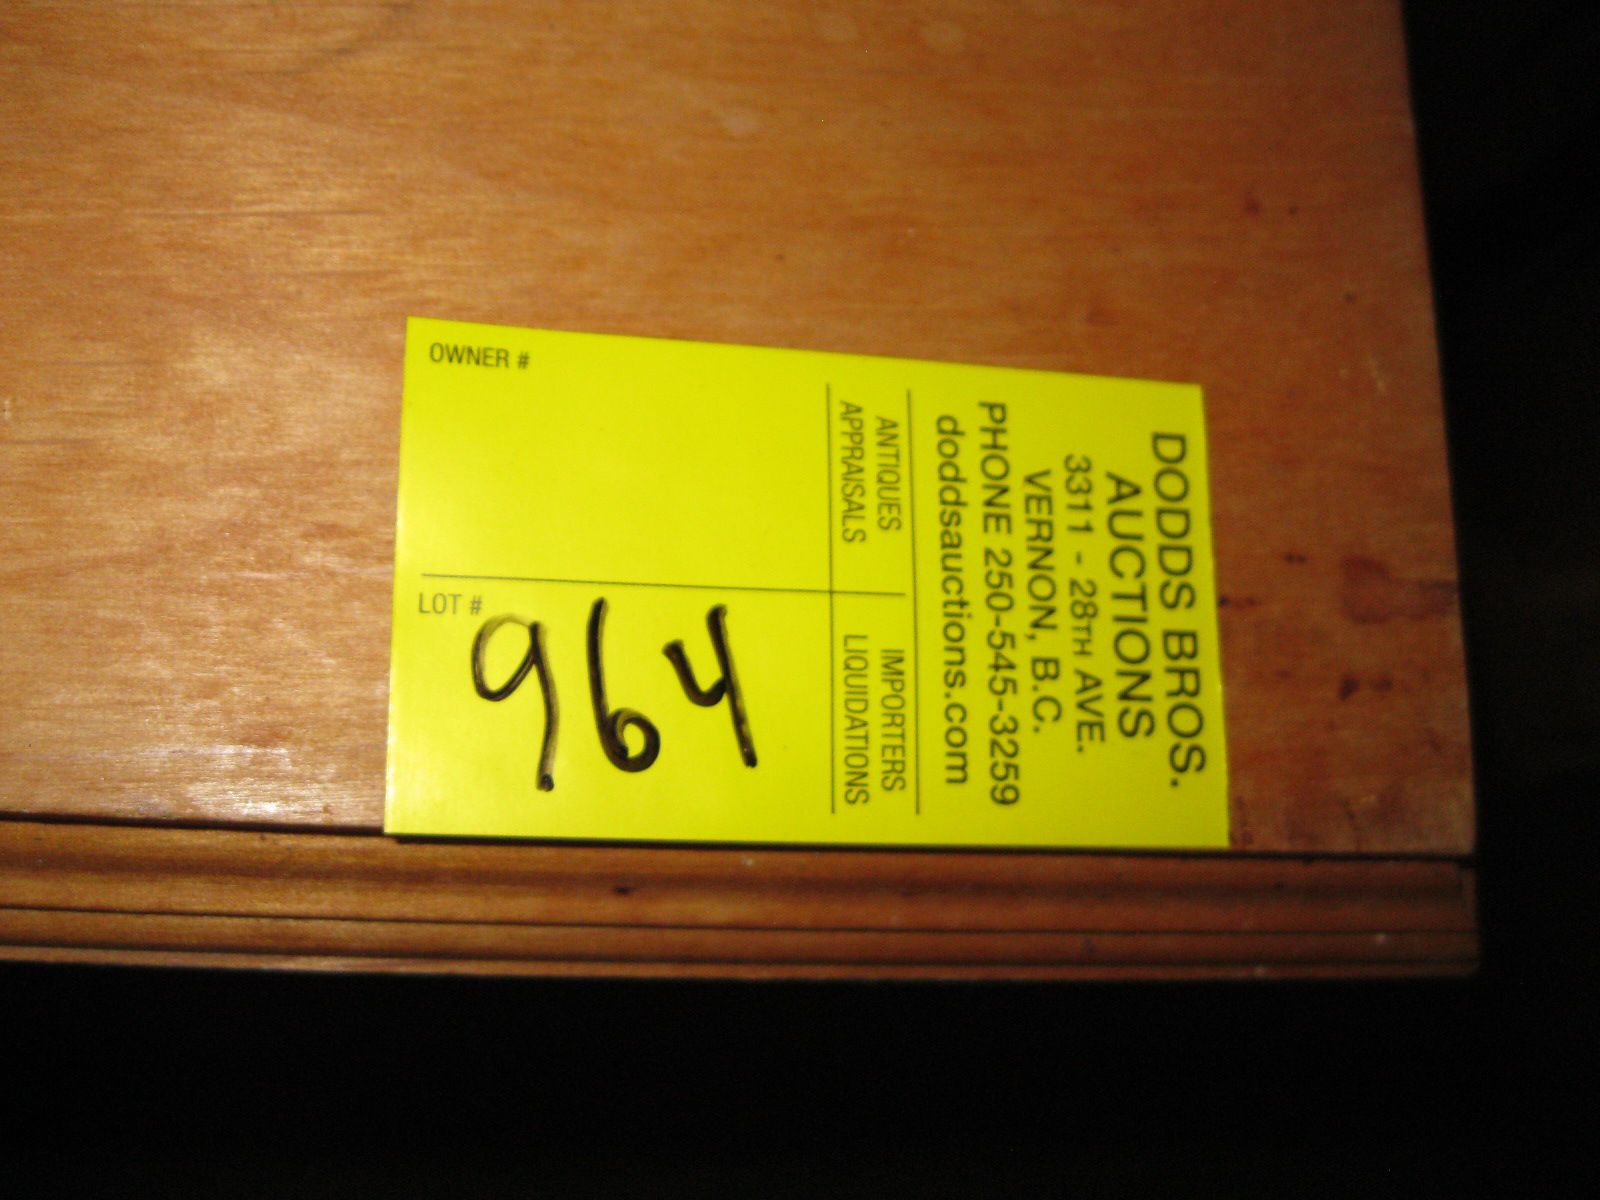 DODDS BROS.
AUCTIONS
3311 - 28TH AVE.
VERNON, B.C.
PHONE 250-545-3259
doddsauctions.com
ANTIQUES IMPORTERS
APPRAISALS LIQUIDATIONS
OWNER #
LOT #
964